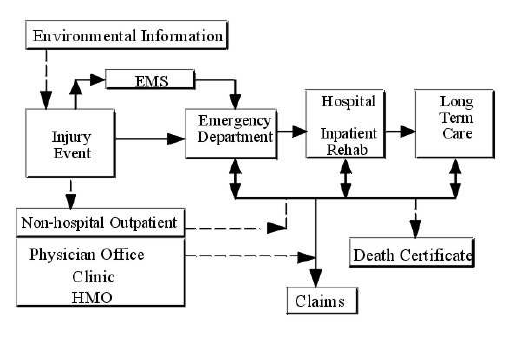 Environmental Information
EMS
Injury
Event
Emergency
Department
Hospital
Inpatient
Rehab
Long
Term
Care
Non-hospital Outpatient
Physician Office
Clinic
HMO
Death Certificate
Claims